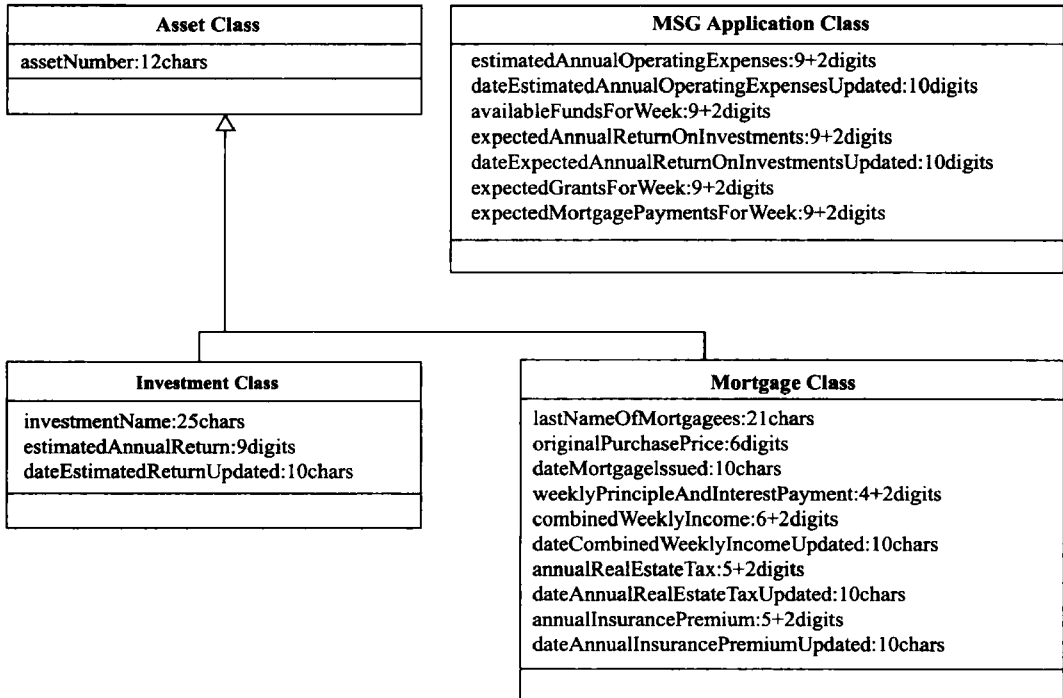 Asset Class
assetNumber:12chars
MSG Application Class
estimatedAnnualOperatingExpenses:9+2digits
dateEstimatedAnnualOperatingExpensesUpdated:10digits
availableFundsForWeek:9+2digits
expectedAnnualReturnOnInvestments:9+2digits
dateExpectedAnnualReturnOnInvestmentsUpdated:10digits
expectedGrantsForWeek:9+2digits
expectedMortgagePaymentsForWeek:9+2digits
Investment Class
investmentName:25chars
estimatedAnnualReturn:9digits
dateEstimatedReturnUpdated:10chars
Mortgage Class
lastNameOfMortgagees:21chars
originalPurchasePrice:6digits
dateMortgageIssued:10chars
weeklyPrincipleAndInterestPayment:4+2digits
combinedWeeklyIncome:6+2digits
dateCombinedWeeklyIncomeUpdated:10chars
annualRealEstateTax:5+2digits
dateAnnualRealEstateTaxUpdated:10chars
annualInsurancePremium:5+2digits
dateAnnualInsurancePremiumUpdated:10chars